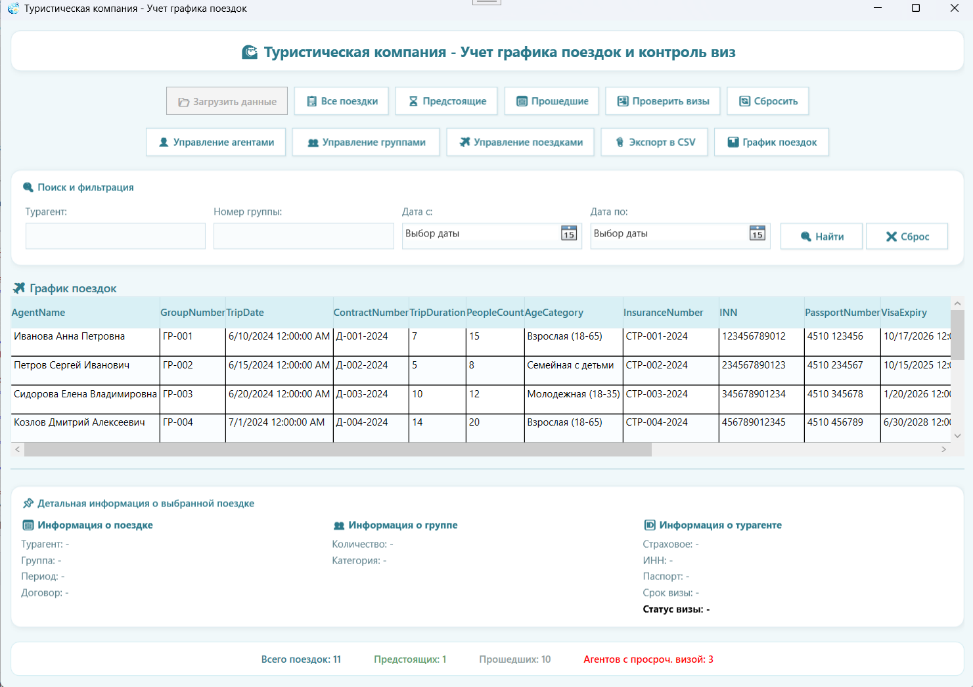 Туристическая компания - Учет графика поездок
Туристическая компания - Учет графика поездок и контроль виз
Загрузить данные Все поездки Предстоящие Прошедшие Проверить визы Сбросить
Управление агентами Управление группами Управление поездками Экспорт в CSV График поездок
Поиск и фильтрация
Турагент: Номер группы: Дата с: Дата по:
Выбор даты 15 Выбор даты 15 Найти Сброс
График поездок
AgentName GroupNumber TripDate ContractNumber TripDuration PeopleCount AgeCategory InsuranceNumber INN PassportNumber VisaExpiry
Иванова Анна Петровна ГР-001 6/10/2024 12:00:00 AM Д-001-2024 7 15 Взрослая (18-65) СТР-001-2024 123456789012 4510 123456 10/17/2026 12:0
Петров Сергей Иванович ГР-002 6/15/2024 12:00:00 AM Д-002-2024 5 8 Семейная с детьми СТР-002-2024 234567890123 4510 234567 10/15/2025 12:
Сидорова Елена Владимировна ГР-003 6/20/2024 12:00:00 AM Д-003-2024 10 12 Молодежная (18-35) СТР-003-2024 345678901234 4510 345678 1/20/2026 12:00
Козлов Дмитрий Алексеевич ГР-004 7/1/2024 12:00:00 AM Д-004-2024 14 20 Взрослая (18-65) СТР-004-2024 456789012345 4510 456789 6/30/2028 12:00
Детальная информация о выбранной поездке
Информация о поездке Информация о группе Информация о турагенте
Турагент: - Количество: - Страховое: -
Группа: - Категория: - ИНН: -
Период: - Паспорт: -
Договор: - Срок визы: -
Статус визы: -
Всего поездок: 11 Предстоящих: 1 Прошедших: 10 Агентов с просроч. визой: 3